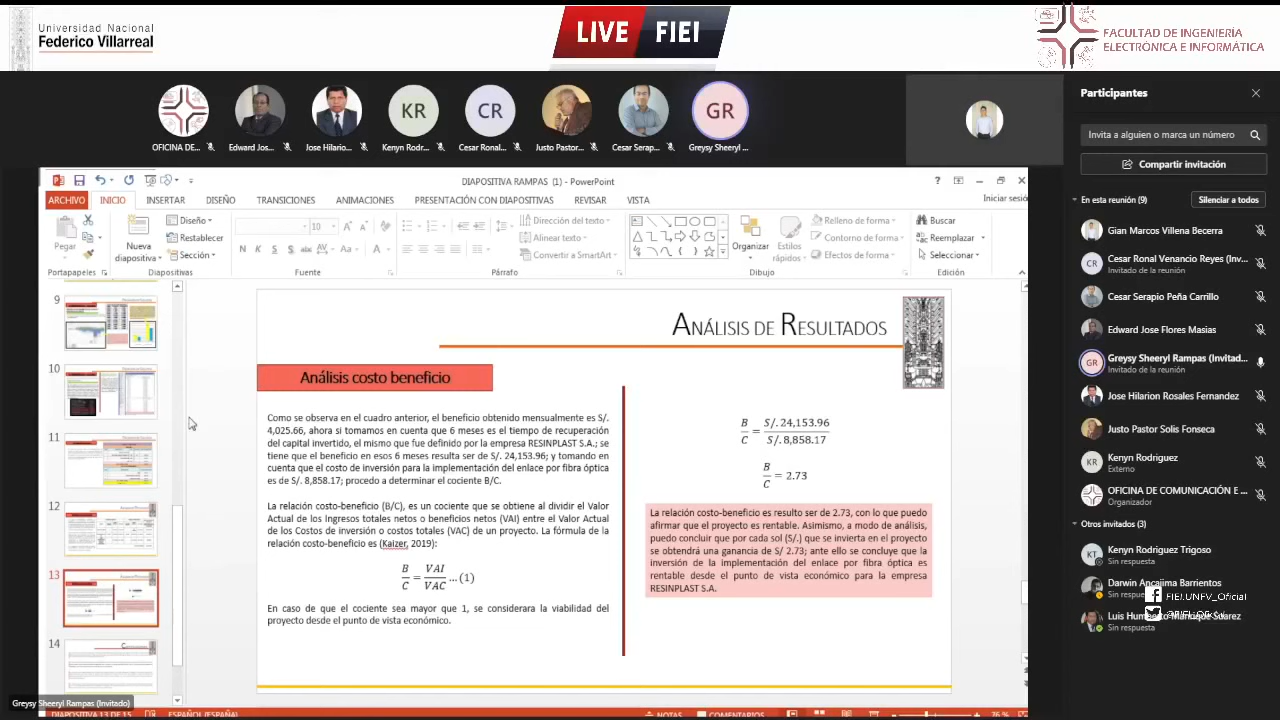 Universidad Nacional
Federico Villarreal
LIVE FIEI
FACULTAD DE INGENIERÍA
ELECTRÓNICA E INFORMÁTICA
KR
CR
GR
OFICINA DE...
Edward Jos...
Jose Hilario...
Kenyn Rodr...
Cesar Ronal...
Justo Pastor...
Cesar Serap...
Greysy Sheeryl ...
Participantes
Invita a alguien o marca un número
Compartir invitación
En esta reunión (9)
Silenciar a todos
Gian Marcos Villena Becerra
CR
Cesar Ronal Venancio Reyes (Inv...
Invitado de la reunión
Cesar Serapio Peña Carrillo
Edward Jose Flores Masias
GR
Greysy Sheeryl Rampas (Invitad...
Invitado de la reunión
Jose Hilarion Rosales Fernandez
Justo Pastor Solis Fonseca
KR
Kenyn Rodriguez
Externo
OFICINA DE COMUNICACIÓN E ...
Organizador
Otros invitados (3)
Kenyn Rodriguez Trigoso
Sin respuesta
Darwin Ancajima Barrientos
Sin respuesta
FIEI.UNFV_Oficial
Sin respuesta
DIAPOSITIVA RAMPAS (1) - PowerPoint
Iniciar sesió
ARCHIVO
INICIO
INSERTAR
DISEÑO
TRANSICIONES
ANIMACIONES
PRESENTACIÓN CON DIAPOSITIVAS
REVISAR
VISTA
Pegar
Nueva
diapositiva
Diseño
Restablecer
Sección
10
N K S S abc AV Aa A
Dirección del texto
Alinear texto
Convertir a SmartArt
Organizar
Estilos
rápidos
Relleno de forma
Contorno de forma
Efectos de forma
Buscar
Reemplazar
Seleccionar
Portapapeles
Diapositivas
Fuente
Párrafo
Dibujo
Edición
9
10
11
12
13
14
ANÁLISIS DE RESULTADOS
Análisis costo beneficio
Como se observa en el cuadro anterior, el beneficio obtenido mensualmente es S/.
4,025.66, ahora si tomamos en cuenta que 6 meses es el tiempo de recuperación
del capital invertido, el mismo que fue definido por la empresa RESINPLAST S.A.; se
tiene que el beneficio en esos 6 meses resulta ser de S/. 24,153.96; y tomando en
cuenta que el costo de inversión para la implementación del enlace por fibra óptica
es de S/. 8,858.17; procedo a determinar el cociente B/C.
La relación costo-beneficio (B/C), es un cociente que se obtiene al dividir el Valor
Actual de los Ingresos totales netos o beneficios netos (VAI) entre el Valor Actual
de los Costos de inversión o costos totales (VAC) de un proyecto. La fórmula de la
relación costo-beneficio es (Kaizer, 2019):
B/C = VAI/VAC ... (1)
En caso de que el cociente sea mayor que 1, se considerara la viabilidad del
proyecto desde el punto de vista económico.
B/C = S/. 24,153.96 / S/. 8,858.17
B/C = 2.73
La relación costo-beneficio es resulto ser de 2.73, con lo que puedo
afirmar que el proyecto es rentable. Asimismo, a modo de análisis,
puedo concluir que por cada sol (S/.) que se invierta en el proyecto
se obtendrá una ganancia de S/ 2.73; ante ello se concluye que la
inversión de la implementación del enlace por fibra óptica es
rentable desde el punto de vista económico para la empresa
RESINPLAST S.A.
Greysy Sheeryl Rampas (Invitado)
DIAPOSITIVA 13 DE 15
ESPAÑOL (ESPAÑA)
NOTAS
COMENTARIOS
76 %